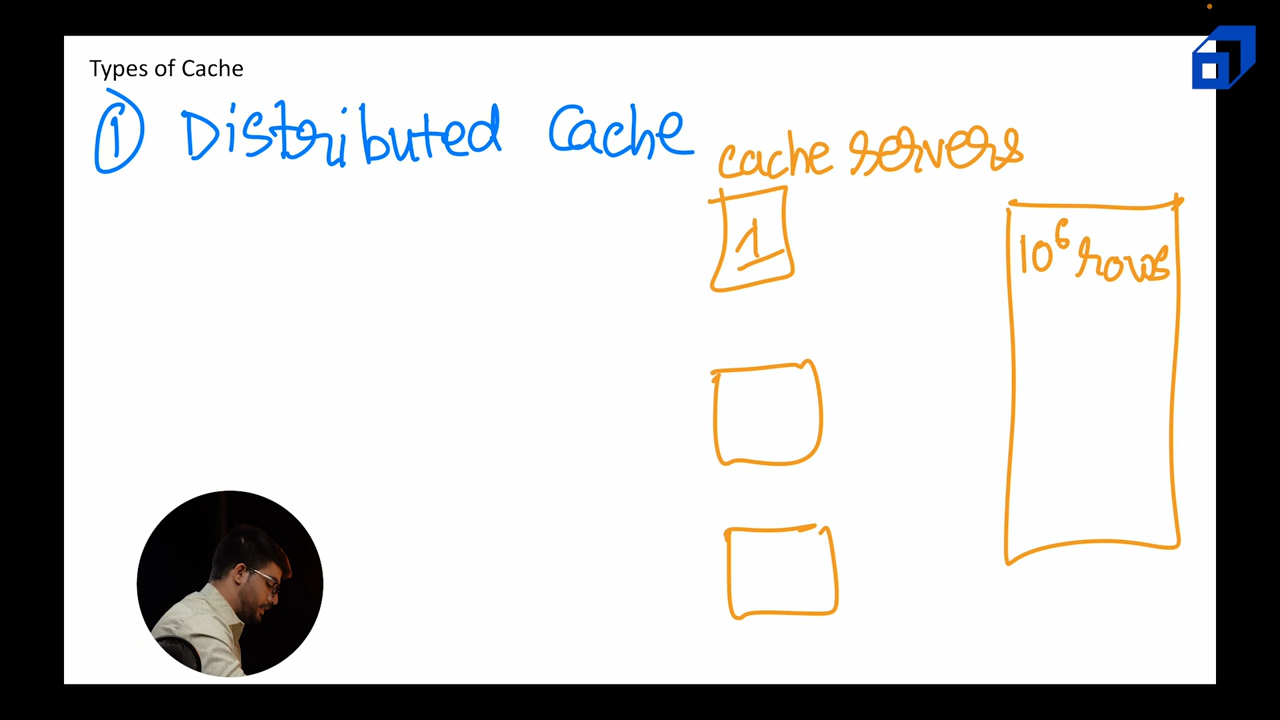 Types of Cache
① Distributed Cache
cache servers
1
10⁶ rows